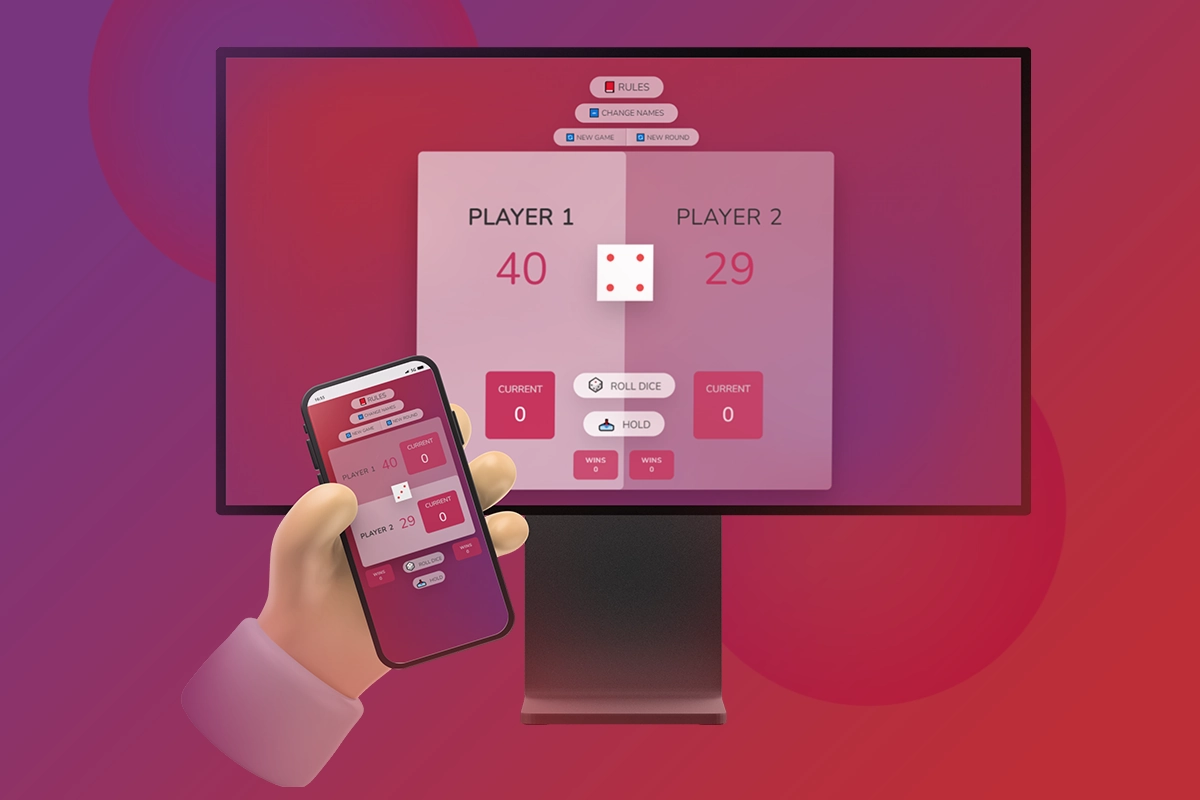 RULES
CHANGE NAMES
NEW GAME NEW ROUND
PLAYER 1 PLAYER 2
40 29
CURRENT CURRENT
0 0
ROLL DICE
HOLD
WINS WINS
0 0
RULES
CHANGE NAMES
NEW GAME NEW ROUND
PLAYER 1 40 CURRENT
0
PLAYER 2 29 CURRENT
0
WINS ROLL DICE WINS
0 HOLD 0